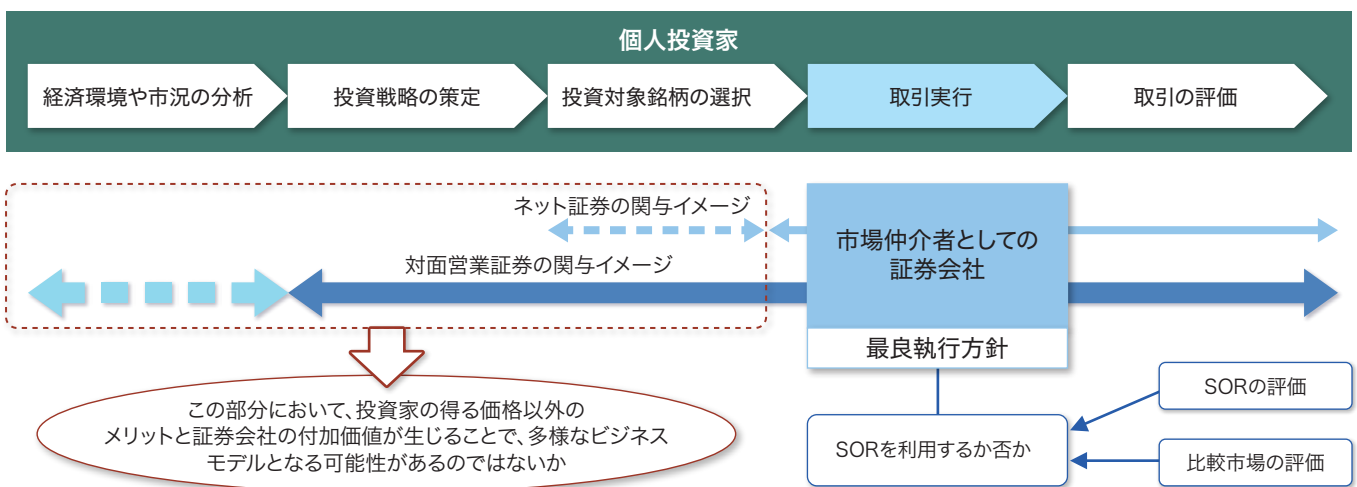 個人投資家
経済環境や市況の分析
投資戦略の策定
投資対象銘柄の選択
取引実行
取引の評価
ネット証券の関与イメージ
対面営業証券の関与イメージ
市場仲介者としての
証券会社
最良執行方針
この部分において、投資家の得る価格以外の
メリットと証券会社の付加価値が生じることで、多様なビジネス
モデルとなる可能性があるのではないか
SORを利用するか否か
SORの評価
比較市場の評価